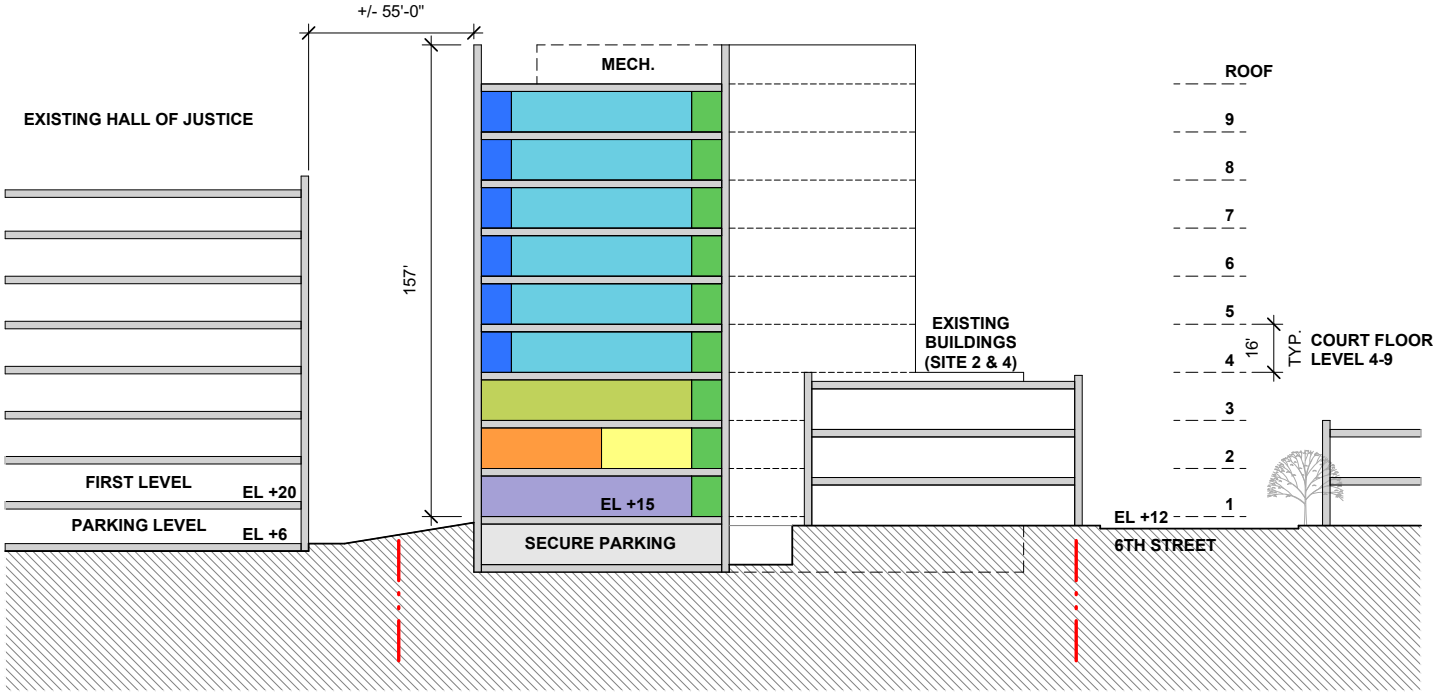 +/- 55'-0"
MECH.
ROOF
EXISTING HALL OF JUSTICE
9
8
7
6
5
4
3
2
1
157'
EXISTING
BUILDINGS
(SITE 2 & 4)
16'
TYP.
COURT FLOOR
LEVEL 4-9
FIRST LEVEL
EL +20
PARKING LEVEL
EL +6
EL +15
SECURE PARKING
EL +12
6TH STREET